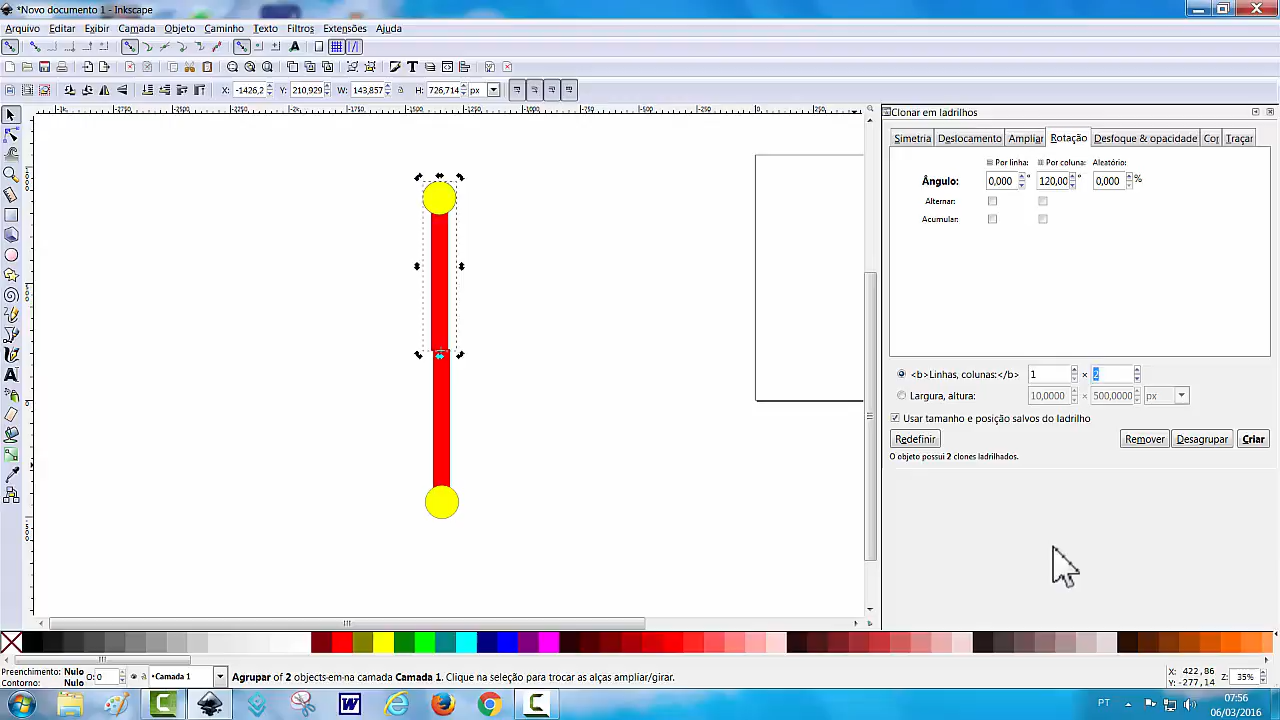 *Novo documento 1 - Inkscape
Arquivo Editar Exibir Camada Objeto Caminho Texto Filtros Extensões Ajuda
X: -1426,2 Y: 210,929 W: 143,857 H: 726,714 px
Clonar em ladrilhos
Simetria Deslocamento Ampliar Rotação Desfoque & opacidade Cor Traçar
Por linha: Por coluna: Aleatório:
Ângulo: 0,000 ° 120,00 ° 0,000 %
Alternar:
Acumular:
<b>Linhas, colunas:</b> 1 × 2
Largura, altura: 10,0000 × 500,0000 px
Usar tamanho e posição salvos do ladrilho
Redefinir Remover Desagrupar Criar
O objeto possui 2 clones ladrilhados.
Preenchimento: Nulo
Contorno: Nulo
O: 0
Camada 1
Agrupar of 2 objects-em-na camada Camada 1. Clique na seleção para trocar as alças ampliar/girar.
X: 422,86
Y: -277,14
Z: 35%
PT
07:56
06/03/2016